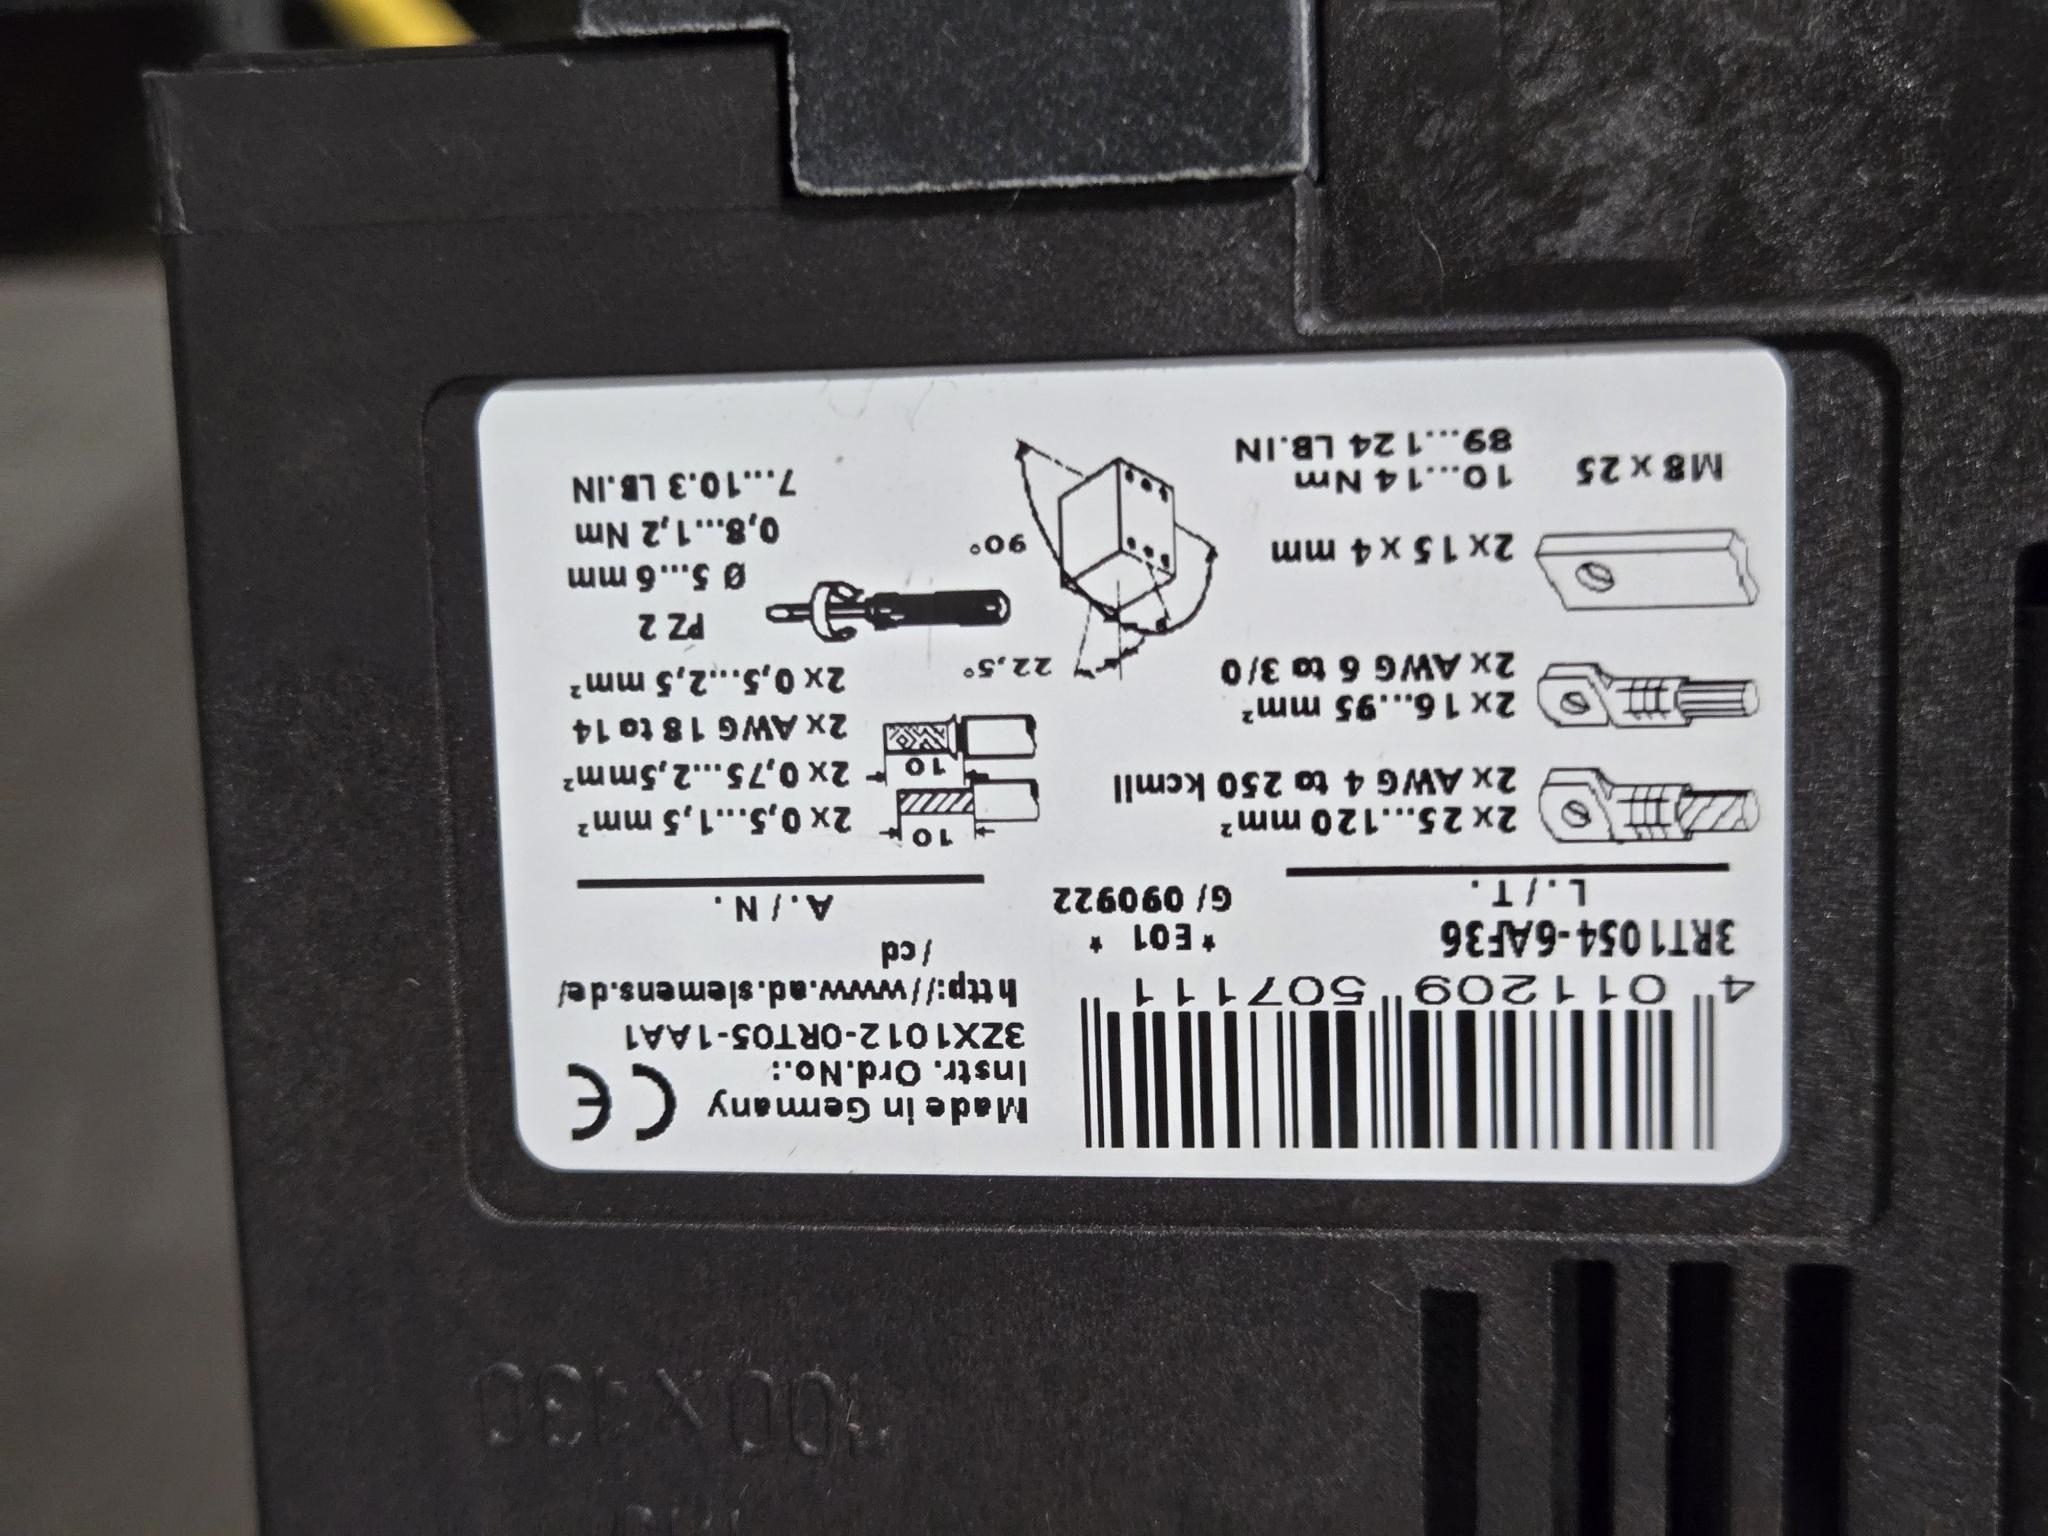 Made in Germany
CE
Instr. Ord.No.:
3ZX1012-0RT05-1AA1
http://www.ad.siemens.de/
/cd
4 011209 507111
3RT1054-6AF36
*E01 *
G/ 090922
L./T.
A./N.
2x 25...120 mm²
2x AWG 4 to 250 kcmil
2x 16...95 mm²
2x AWG 6 to 3/0
2x 15 x 4 mm
M8 x 25
10...14 Nm
89...124 LB.IN
10
2x 0,5...1,5 mm²
10
2x 0,75...2,5mm²
2x AWG 18 to 14
2x 0,5...2,5 mm²
22,5°
90°
PZ 2
Ø 5...6 mm
0,8...1,2 Nm
7...10.3 LB.IN